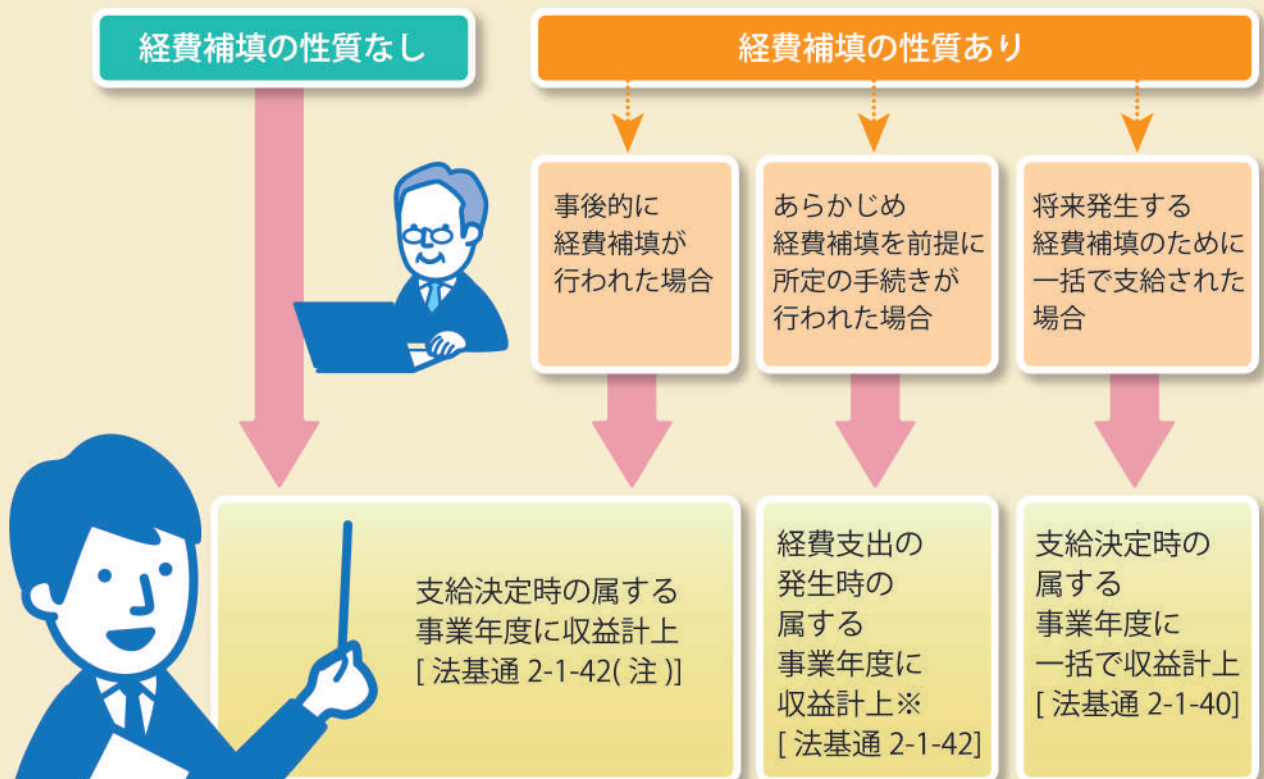 経費補填の性質なし
経費補填の性質あり
事後的に
経費補填が
行われた場合
あらかじめ
経費補填を前提に
所定の手続きが
行われた場合
将来発生する
経費補填のために
一括で支給された
場合
支給決定時の属する
事業年度に収益計上
[ 法基通 2-1-42( 注 )]
経費支出の
発生時の
属する
事業年度に
収益計上※
[ 法基通 2-1-42]
支給決定時の
属する
事業年度に
一括で収益計上
[ 法基通 2-1-40]